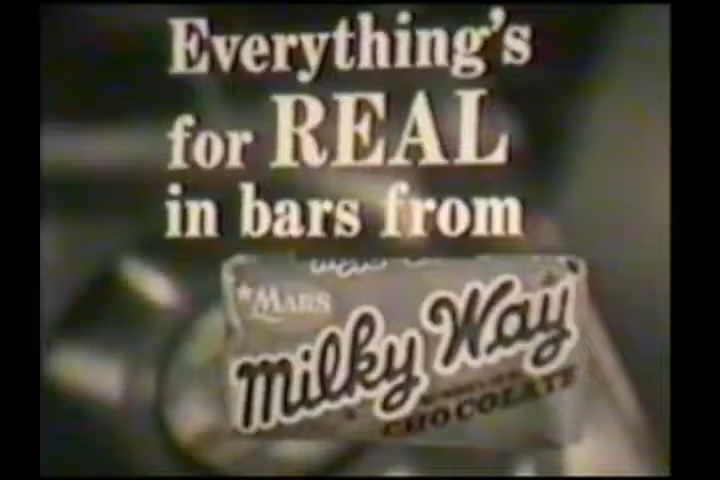 Everything's
for REAL
in bars from
MARS
Milky Way
CHOCOLATE